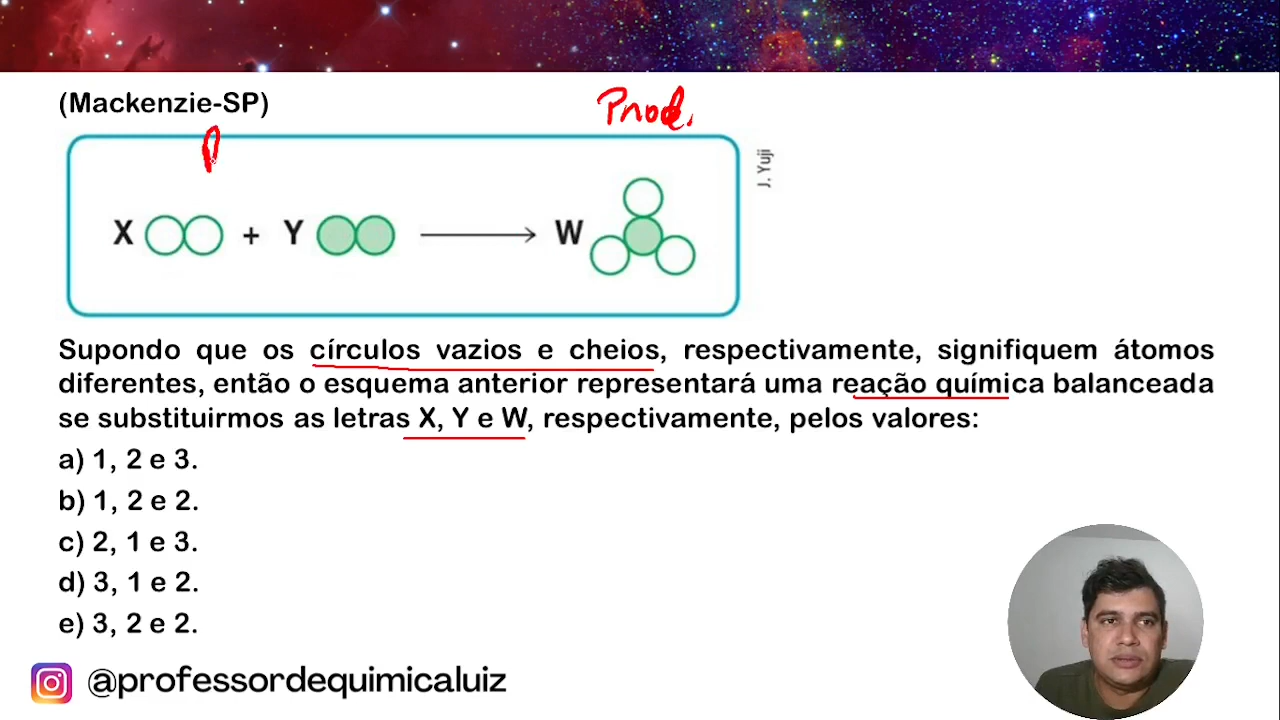 (Mackenzie-SP)
Prod.
J. Yuji
X + Y W
Supondo que os círculos vazios e cheios, respectivamente, signifiquem átomos
diferentes, então o esquema anterior representará uma reação química balanceada
se substituirmos as letras X, Y e W, respectivamente, pelos valores:
a) 1, 2 e 3.
b) 1, 2 e 2.
c) 2, 1 e 3.
d) 3, 1 e 2.
e) 3, 2 e 2.
@professordequimicaluiz